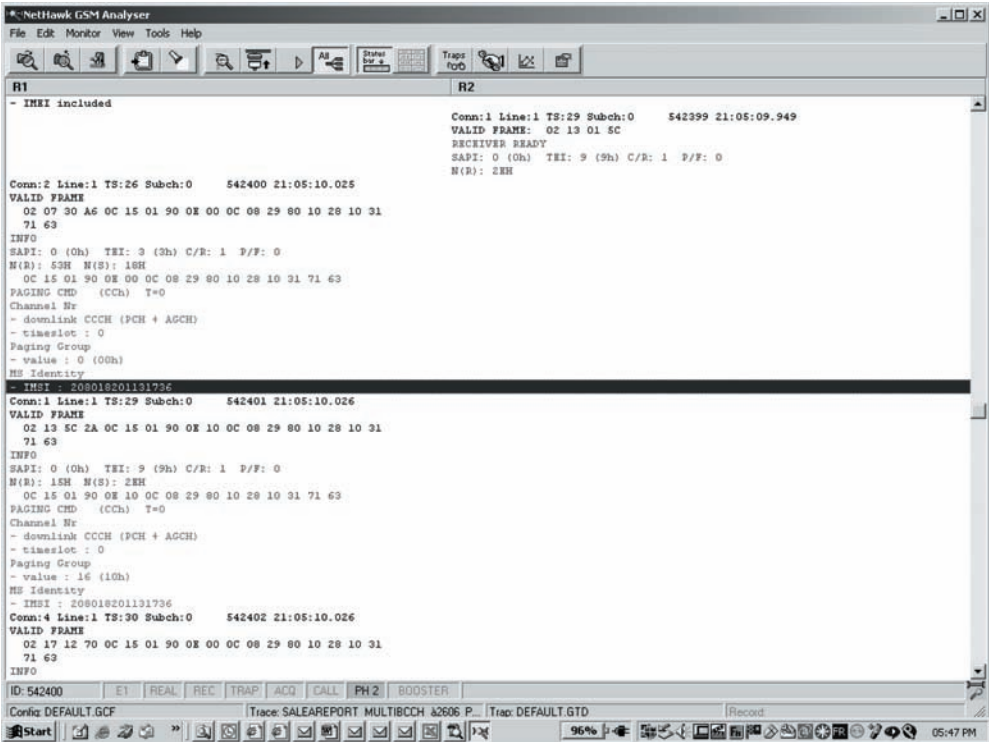 NetHawk GSM Analyser
File Edit Monitor View Tools Help
All
Status bar
Traps
R1
R2
- IMEI included
Conn:1 Line:1 TS:29 Subch:0 542399 21:05:09.949
VALID FRAME: 02 13 01 5C
RECEIVER READY
SAPI: 0 (0h) TEI: 9 (9h) C/R: 1 P/F: 0
N(R): 2EH
Conn:2 Line:1 TS:26 Subch:0 542400 21:05:10.025
VALID FRAME
02 07 30 A6 0C 15 01 90 0E 00 0C 08 29 80 10 28 10 31
71 63
INFO
SAPI: 0 (0h) TEI: 3 (3h) C/R: 1 P/F: 0
N(R): 53H N(S): 18H
0C 15 01 90 0E 00 0C 08 29 80 10 28 10 31 71 63
PAGING CMD (CCh) T=0
Channel Nr
- downlink CCCH (PCH + AGCH)
- timeslot : 0
Paging Group
- value : 0 (00h)
MS Identity
- IMSI : 208018201131736
Conn:1 Line:1 TS:29 Subch:0 542401 21:05:10.026
VALID FRAME
02 13 5C 2A 0C 15 01 90 0E 10 0C 08 29 80 10 28 10 31
71 63
INFO
SAPI: 0 (0h) TEI: 9 (9h) C/R: 1 P/F: 0
N(R): 15H N(S): 2EH
0C 15 01 90 0E 10 0C 08 29 80 10 28 10 31 71 63
PAGING CMD (CCh) T=0
Channel Nr
- downlink CCCH (PCH + AGCH)
- timeslot : 0
Paging Group
- value : 16 (10h)
MS Identity
- IMSI : 208018201131736
Conn:4 Line:1 TS:30 Subch:0 542402 21:05:10.026
VALID FRAME
02 17 12 70 0C 15 01 90 0E 00 0C 08 29 80 10 28 10 31
71 63
INFO
ID: 542400 E1 REAL REC TRAP ACQ CALL PH 2 BOOSTER
Config: DEFAULT.GCF Trace: SALEAREPORT_MULTIBCCH_à2606_P... Trap: DEFAULT.GTD Record:
Start 96% FR 05:47 PM